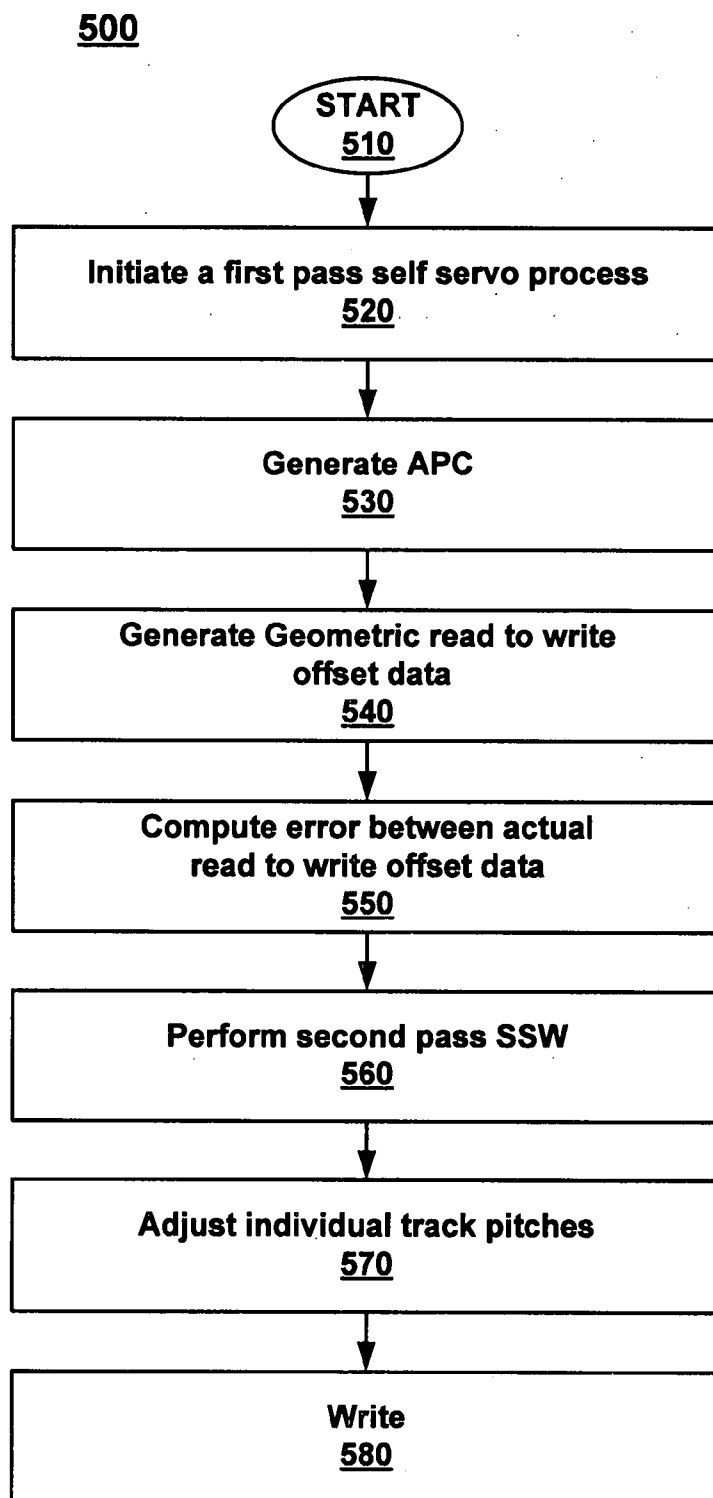 500
START
510
Initiate a first pass self servo process
520
Generate APC
530
Generate Geometric read to write
offset data
540
Compute error between actual
read to write offset data
550
Perform second pass SSW
560
Adjust individual track pitches
570
Write
580